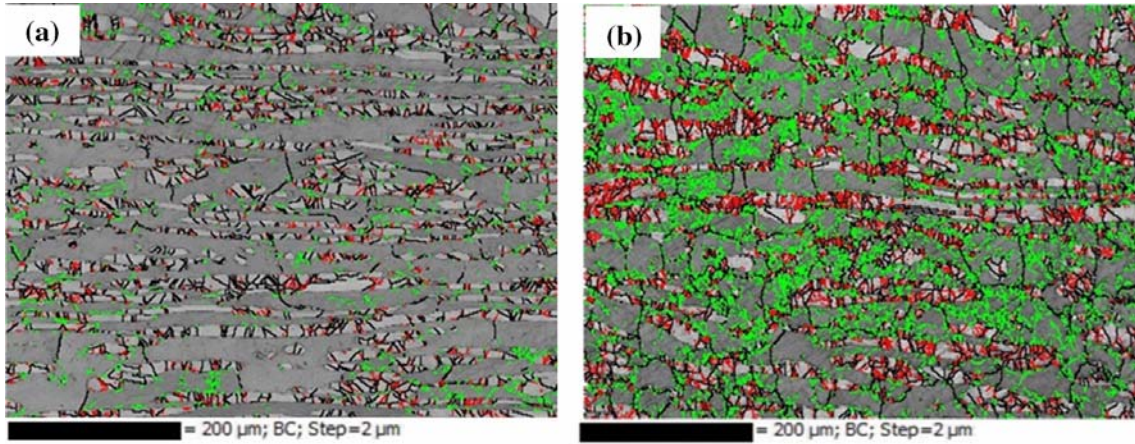 (a)
(b)
= 200 µm; BC; Step=2 µm
= 200 µm; BC; Step=2 µm